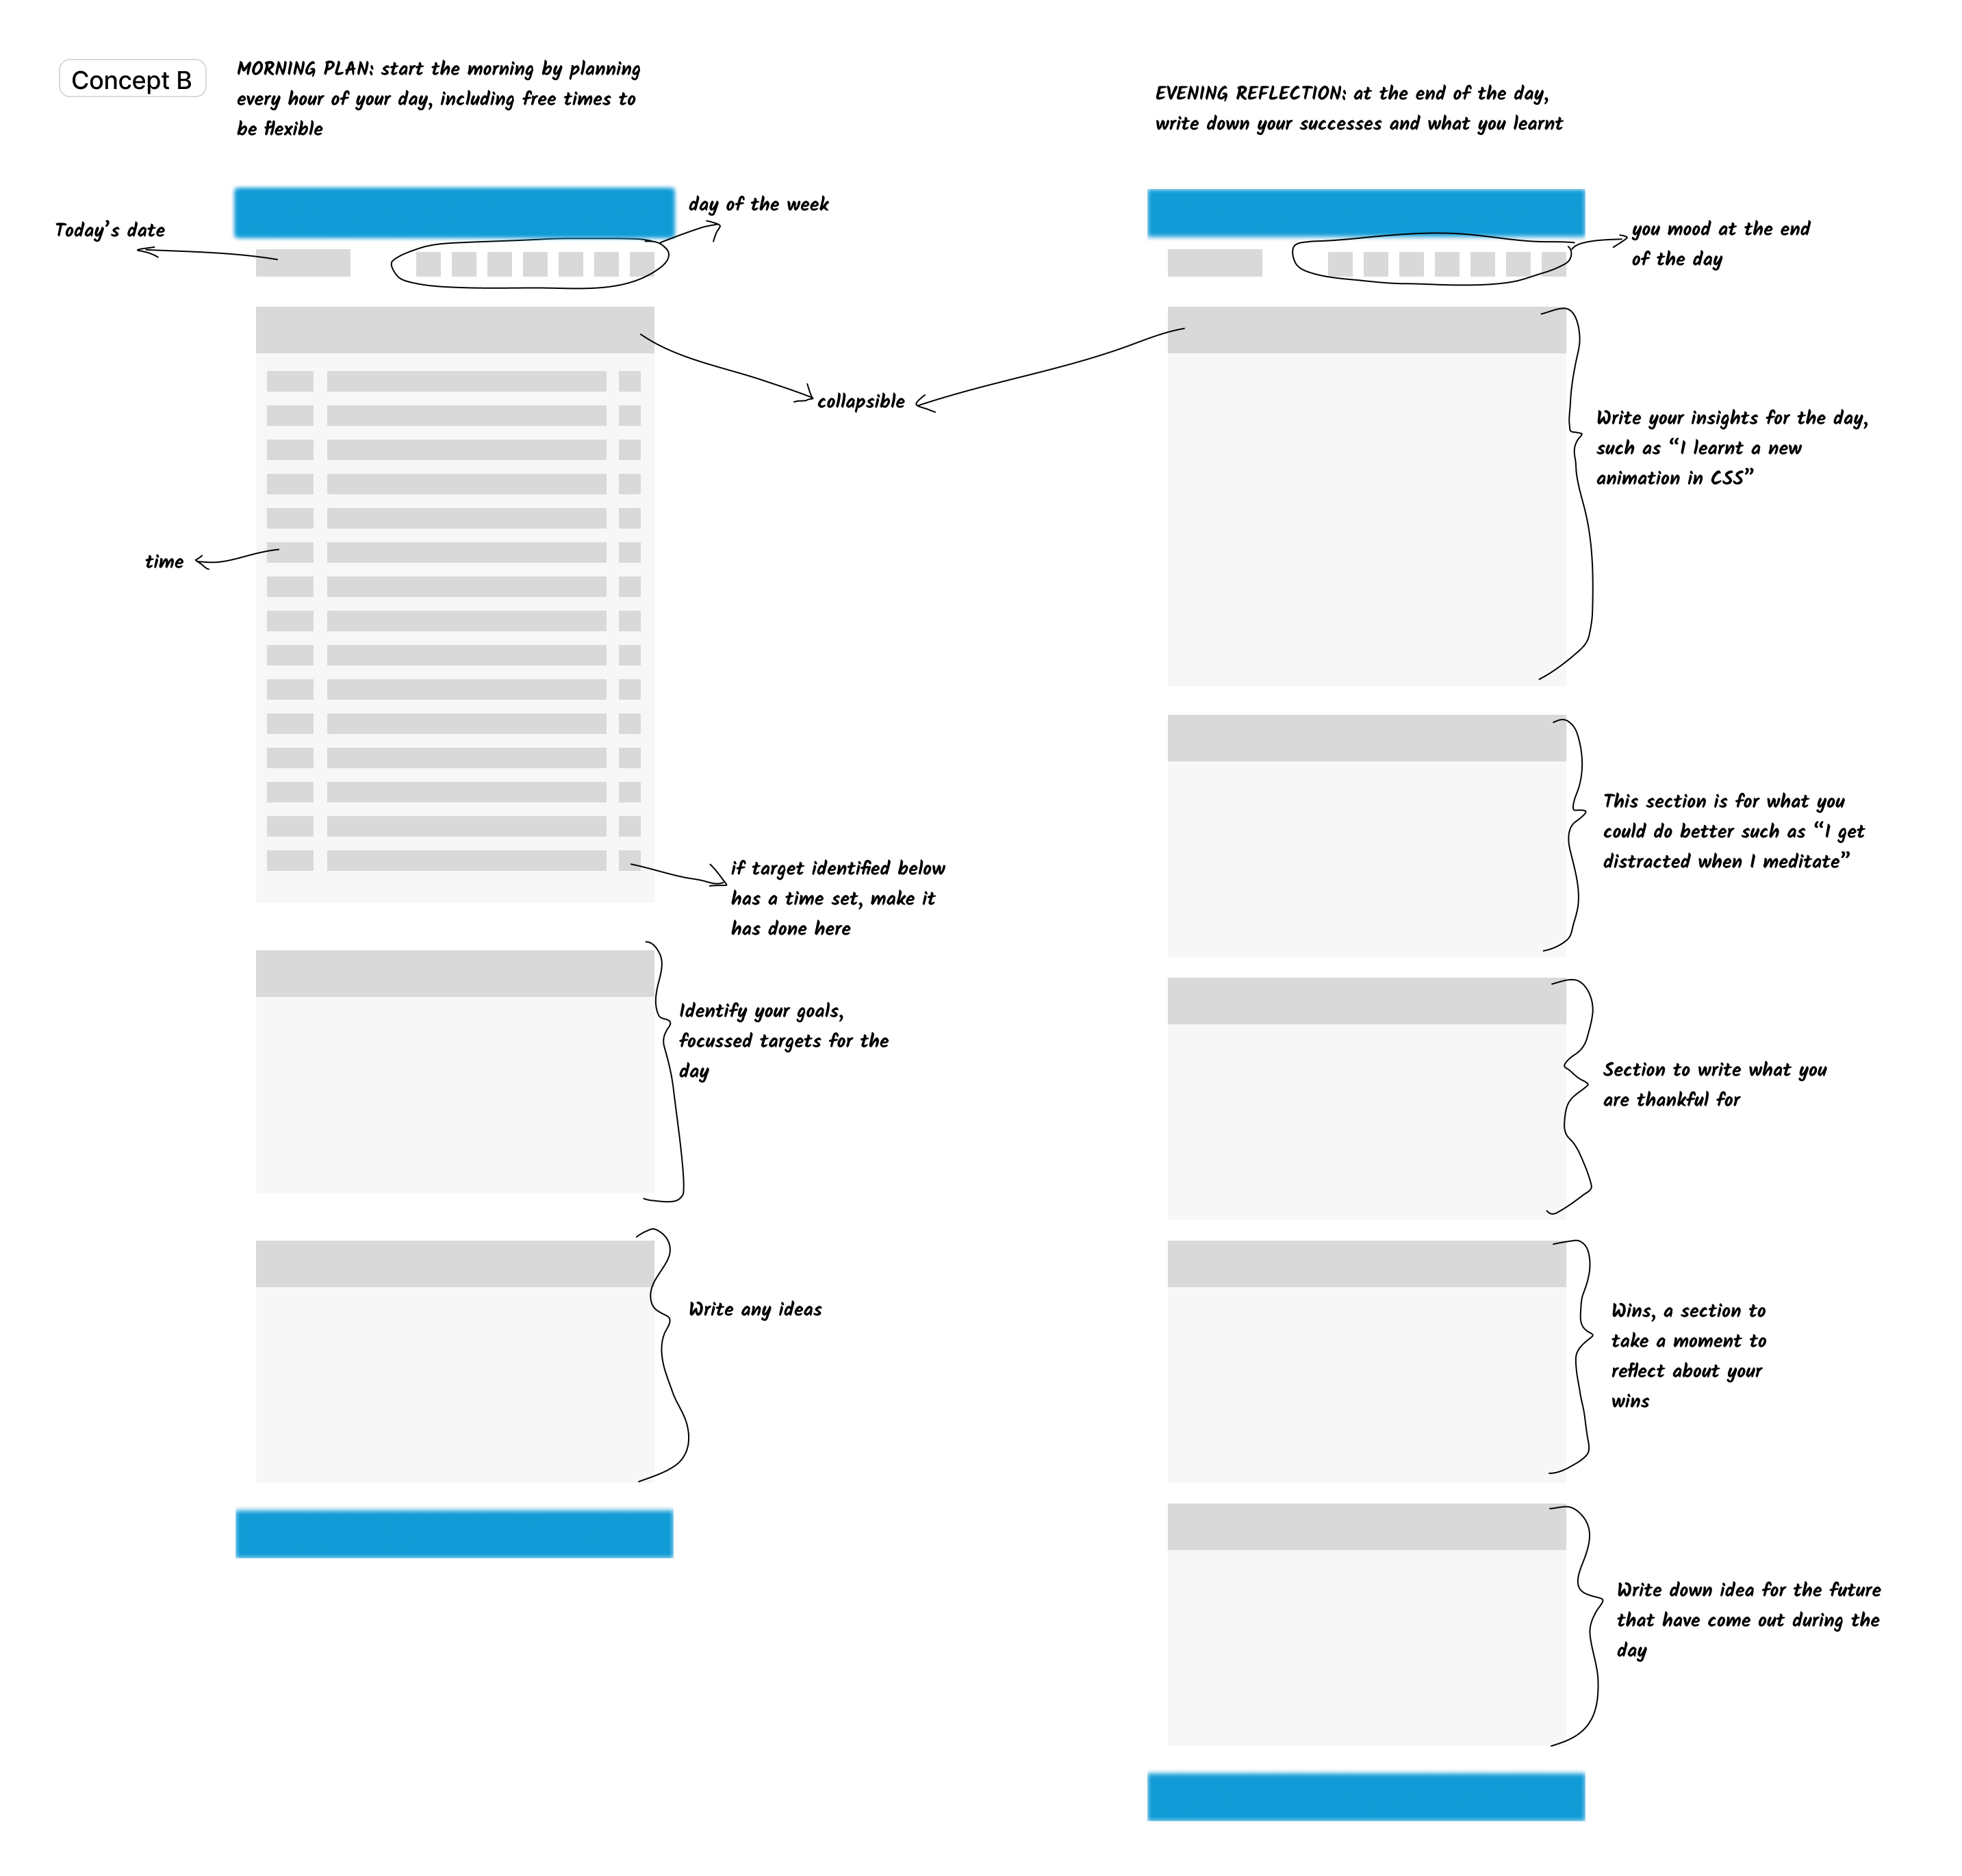 Concept B
MORNING PLAN: start the morning by planning
every hour of your day, including free times to
be flexible
EVENING REFLECTION: at the end of the day,
write down your successes and what you learnt
Today's date
day of the week
you mood at the end
of the day
collapsible
Write your insights for the day,
such as “I learnt a new
animation in CSS”
time
This section is for what you
could do better such as “I get
distracted when I meditate”
if target identified below
has a time set, make it
has done here
Identify your goals,
focussed targets for the
day
Section to write what you
are thankful for
Write any ideas
Wins, a section to
take a moment to
reflect about your
wins
Write down idea for the future
that have come out during the
day